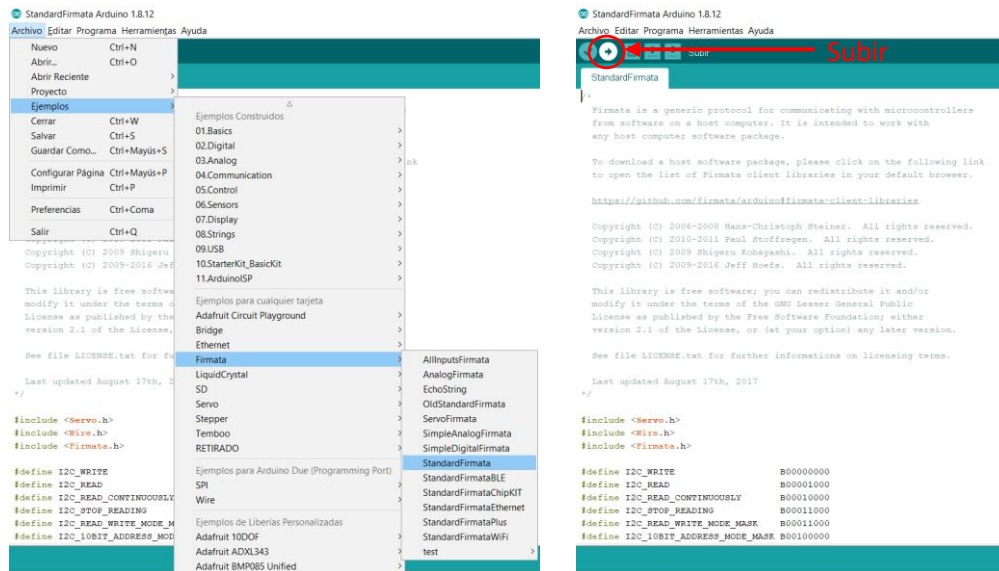 StandardFirmata Arduino 1.8.12
Archivo Editar Programa Herramientas Ayuda
Nuevo Ctrl+N
Abrir... Ctrl+O
Abrir Reciente
Proyecto
Ejemplos
Cerrar Ctrl+W
Salvar Ctrl+S
Guardar Como... Ctrl+Mayús+S
Configurar Página Ctrl+Mayús+P
Imprimir Ctrl+P
Preferencias Ctrl+Coma
Salir Ctrl+Q
Ejemplos Construidos
01.Basics
02.Digital
03.Analog
04.Communication
05.Control
06.Sensors
07.Display
08.Strings
09.USB
10.StarterKit_BasicKit
11.ArduinoISP
Ejemplos para cualquier tarjeta
Adafruit Circuit Playground
Bridge
Ethernet
Firmata
LiquidCrystal
SD
Servo
Stepper
Temboo
RETIRADO
Ejemplos para Arduino Due (Programming Port)
SPI
Wire
Ejemplos de Liberías Personalizadas
Adafruit 10DOF
Adafruit ADXL343
Adafruit BMP085 Unified
AllInputsFirmata
AnalogFirmata
EchoString
OldStandardFirmata
ServoFirmata
SimpleAnalogFirmata
SimpleDigitalFirmata
StandardFirmata
StandardFirmataBLE
StandardFirmataChipKIT
StandardFirmataEthernet
StandardFirmataPlus
StandardFirmataWiFi
test
nk
Copyright (C) 2009 Shigeru
Copyright (C) 2009-2016 Jef
This library is free softwa
modify it under the terms o
License as published by the
version 2.1 of the License,
See file LICENSE.txt for fu
Last updated August 17th, 2
*/
#include <Servo.h>
#include <Wire.h>
#include <Firmata.h>
#define I2C_WRITE
#define I2C_READ
#define I2C_READ_CONTINUOUSLY
#define I2C_STOP_READING
#define I2C_READ_WRITE_MODE_M
#define I2C_10BIT_ADDRESS_MOD
StandardFirmata Arduino 1.8.12
Archivo Editar Programa Herramientas Ayuda
Subir
Subir
StandardFirmata
/*
Firmata is a generic protocol for communicating with microcontrollers
from software on a host computer. It is intended to work with
any host computer software package.
To download a host software package, please click on the following link
to open the list of Firmata client libraries in your default browser.
https://github.com/firmata/arduino#firmata-client-libraries
Copyright (C) 2006-2008 Hans-Christoph Steiner. All rights reserved.
Copyright (C) 2010-2011 Paul Stoffregen. All rights reserved.
Copyright (C) 2009 Shigeru Kobayashi. All rights reserved.
Copyright (C) 2009-2016 Jeff Hoefs. All rights reserved.
This library is free software; you can redistribute it and/or
modify it under the terms of the GNU Lesser General Public
License as published by the Free Software Foundation; either
version 2.1 of the License, or (at your option) any later version.
See file LICENSE.txt for further informations on licensing terms.
Last updated August 17th, 2017
*/
#include <Servo.h>
#include <Wire.h>
#include <Firmata.h>
#define I2C_WRITE B00000000
#define I2C_READ B00001000
#define I2C_READ_CONTINUOUSLY B00010000
#define I2C_STOP_READING B00011000
#define I2C_READ_WRITE_MODE_MASK B00011000
#define I2C_10BIT_ADDRESS_MODE_MASK B00100000